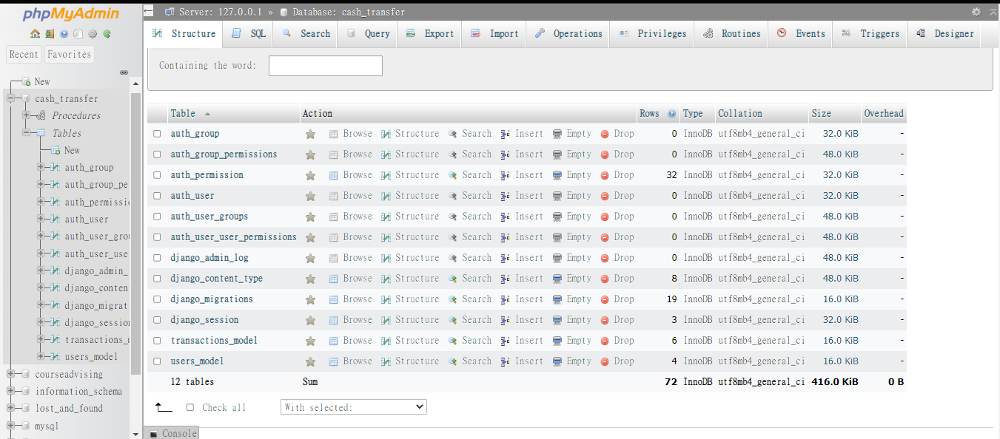 phpMyAdmin
Recent Favorites
New
cash_transfer
Procedures
Tables
New
auth_group
auth_group_pe
auth_permissi
auth_user
auth_user_gro
auth_user_use
django_admin_
django_conten
django_migrat
django_session
transactions_
users_model
courseadvising
information_schema
lost_and_found
mysql
Server: 127.0.0.1 » Database: cash_transfer
Structure SQL Search Query Export Import Operations Privileges Routines Events Triggers Designer
Containing the word:
Table Action Rows Type Collation Size Overhead
auth_group Browse Structure Search Insert Empty Drop 0 InnoDB utf8mb4_general_ci 32.0 KiB -
auth_group_permissions Browse Structure Search Insert Empty Drop 0 InnoDB utf8mb4_general_ci 48.0 KiB -
auth_permission Browse Structure Search Insert Empty Drop 32 InnoDB utf8mb4_general_ci 32.0 KiB -
auth_user Browse Structure Search Insert Empty Drop 0 InnoDB utf8mb4_general_ci 32.0 KiB -
auth_user_groups Browse Structure Search Insert Empty Drop 0 InnoDB utf8mb4_general_ci 48.0 KiB -
auth_user_user_permissions Browse Structure Search Insert Empty Drop 0 InnoDB utf8mb4_general_ci 48.0 KiB -
django_admin_log Browse Structure Search Insert Empty Drop 0 InnoDB utf8mb4_general_ci 48.0 KiB -
django_content_type Browse Structure Search Insert Empty Drop 8 InnoDB utf8mb4_general_ci 48.0 KiB -
django_migrations Browse Structure Search Insert Empty Drop 19 InnoDB utf8mb4_general_ci 16.0 KiB -
django_session Browse Structure Search Insert Empty Drop 3 InnoDB utf8mb4_general_ci 32.0 KiB -
transactions_model Browse Structure Search Insert Empty Drop 6 InnoDB utf8mb4_general_ci 16.0 KiB -
users_model Browse Structure Search Insert Empty Drop 4 InnoDB utf8mb4_general_ci 16.0 KiB -
12 tables Sum 72 InnoDB utf8mb4_general_ci 416.0 KiB 0 B
Check all With selected:
Console